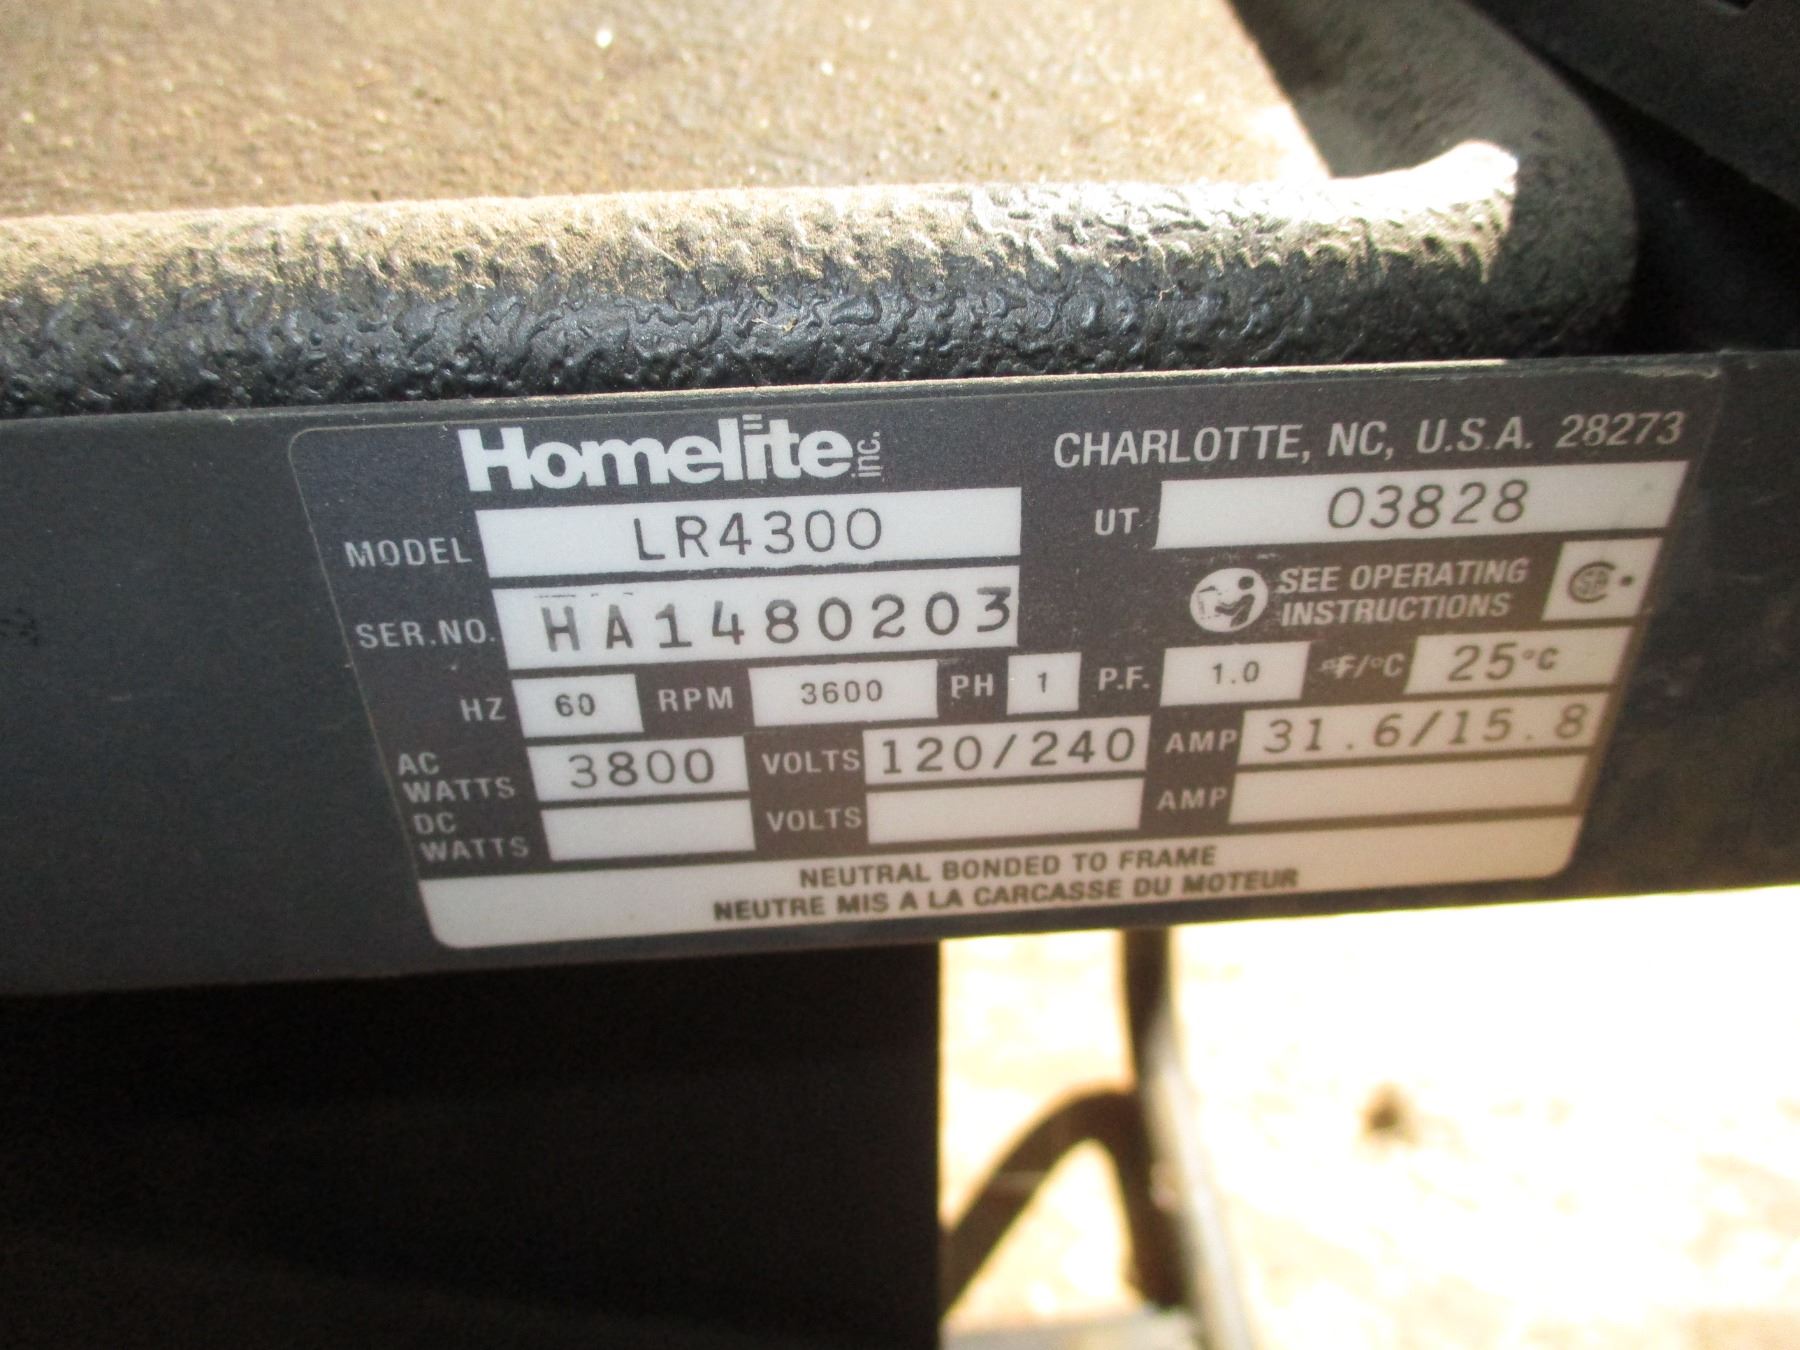 Homelite inc.
CHARLOTTE, NC, U.S.A. 28273
MODEL LR4300 UT 03828
SER.NO. HA1480203
SEE OPERATING
INSTRUCTIONS
HZ 60 RPM 3600 PH 1 P.F. 1.0 °F/°C 25°C
AC
WATTS 3800 VOLTS 120/240 AMP 31.6/15.8
DC
WATTS VOLTS AMP
NEUTRAL BONDED TO FRAME
NEUTRE MIS A LA CARCASSE DU MOTEUR